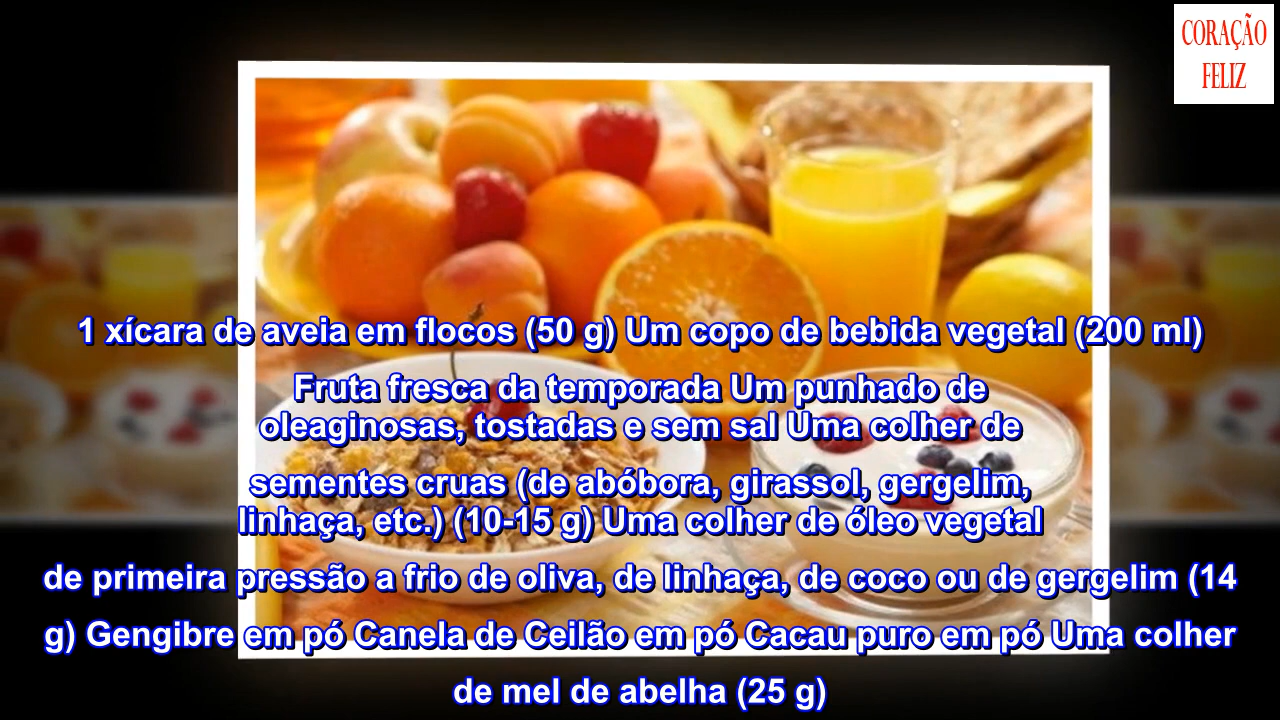 CORAÇÃO
FELIZ
1 xícara de aveia em flocos (50 g) Um copo de bebida vegetal (200 ml)
Fruta fresca da temporada Um punhado de
oleaginosas, tostadas e sem sal Uma colher de
sementes cruas (de abóbora, girassol, gergelim,
linhaça, etc.) (10-15 g) Uma colher de óleo vegetal
de primeira pressão a frio de oliva, de linhaça, de coco ou de gergelim (14
g) Gengibre em pó Canela de Ceilão em pó Cacau puro em pó Uma colher
de mel de abelha (25 g)